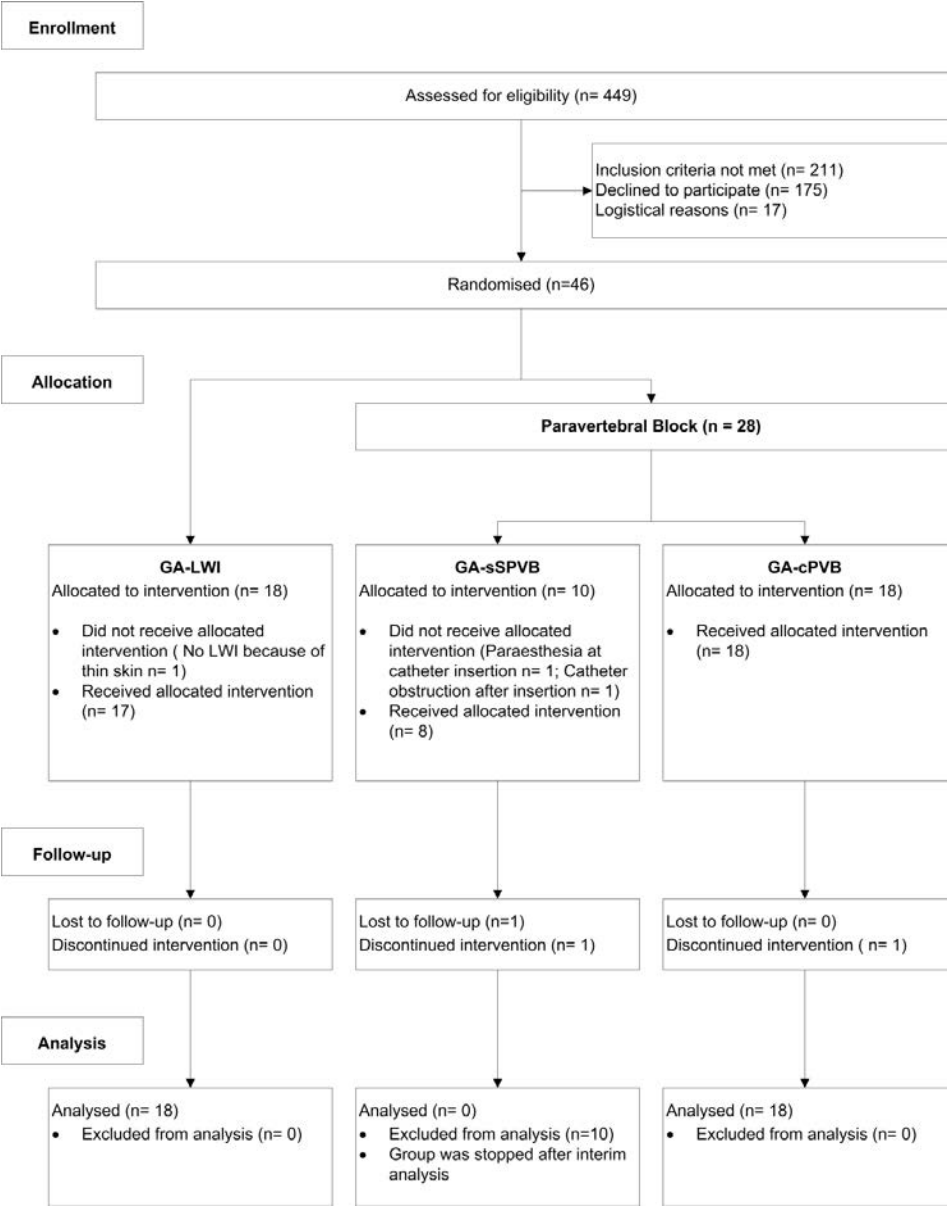 Enrollment
Assessed for eligibility (n= 449)
Inclusion criteria not met (n= 211)
Declined to participate (n= 175)
Logistical reasons (n= 17)
Randomised (n=46)
Allocation
Paravertebral Block (n = 28)
GA-LWI
Allocated to intervention (n= 18)
• Did not receive allocated
intervention ( No LWI because of
thin skin n= 1)
• Received allocated intervention
(n= 17)
GA-sSPVB
Allocated to intervention (n= 10)
• Did not receive allocated
intervention (Paraesthesia at
catheter insertion n= 1; Catheter
obstruction after insertion n= 1)
• Received allocated intervention
(n= 8)
GA-cPVB
Allocated to intervention (n= 18)
• Received allocated intervention
(n= 18)
Follow-up
Lost to follow-up (n= 0)
Discontinued intervention (n= 0)
Lost to follow-up (n=1)
Discontinued intervention (n= 1)
Lost to follow-up (n= 0)
Discontinued intervention ( n= 1)
Analysis
Analysed (n= 18)
• Excluded from analysis (n= 0)
Analysed (n= 0)
• Excluded from analysis (n=10)
• Group was stopped after interim
analysis
Analysed (n= 18)
• Excluded from analysis (n= 0)